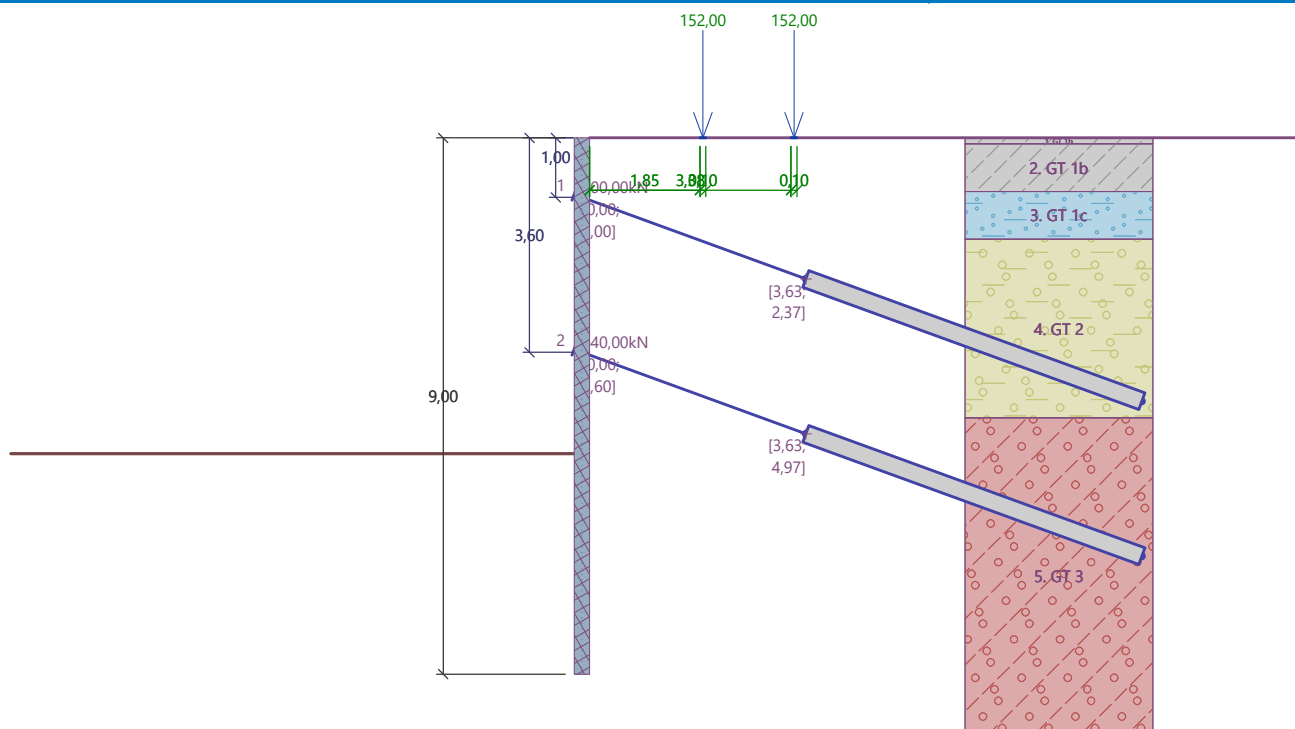 152,00 152,00
1,00
1
1,85
0,10
2. GT 1b
3. GT 1c
3,60
,00]
[3,63;
2,37]
4. GT 2
2
40,00kN
,60]
9,00
[3,63;
4,97]
5. GT 3